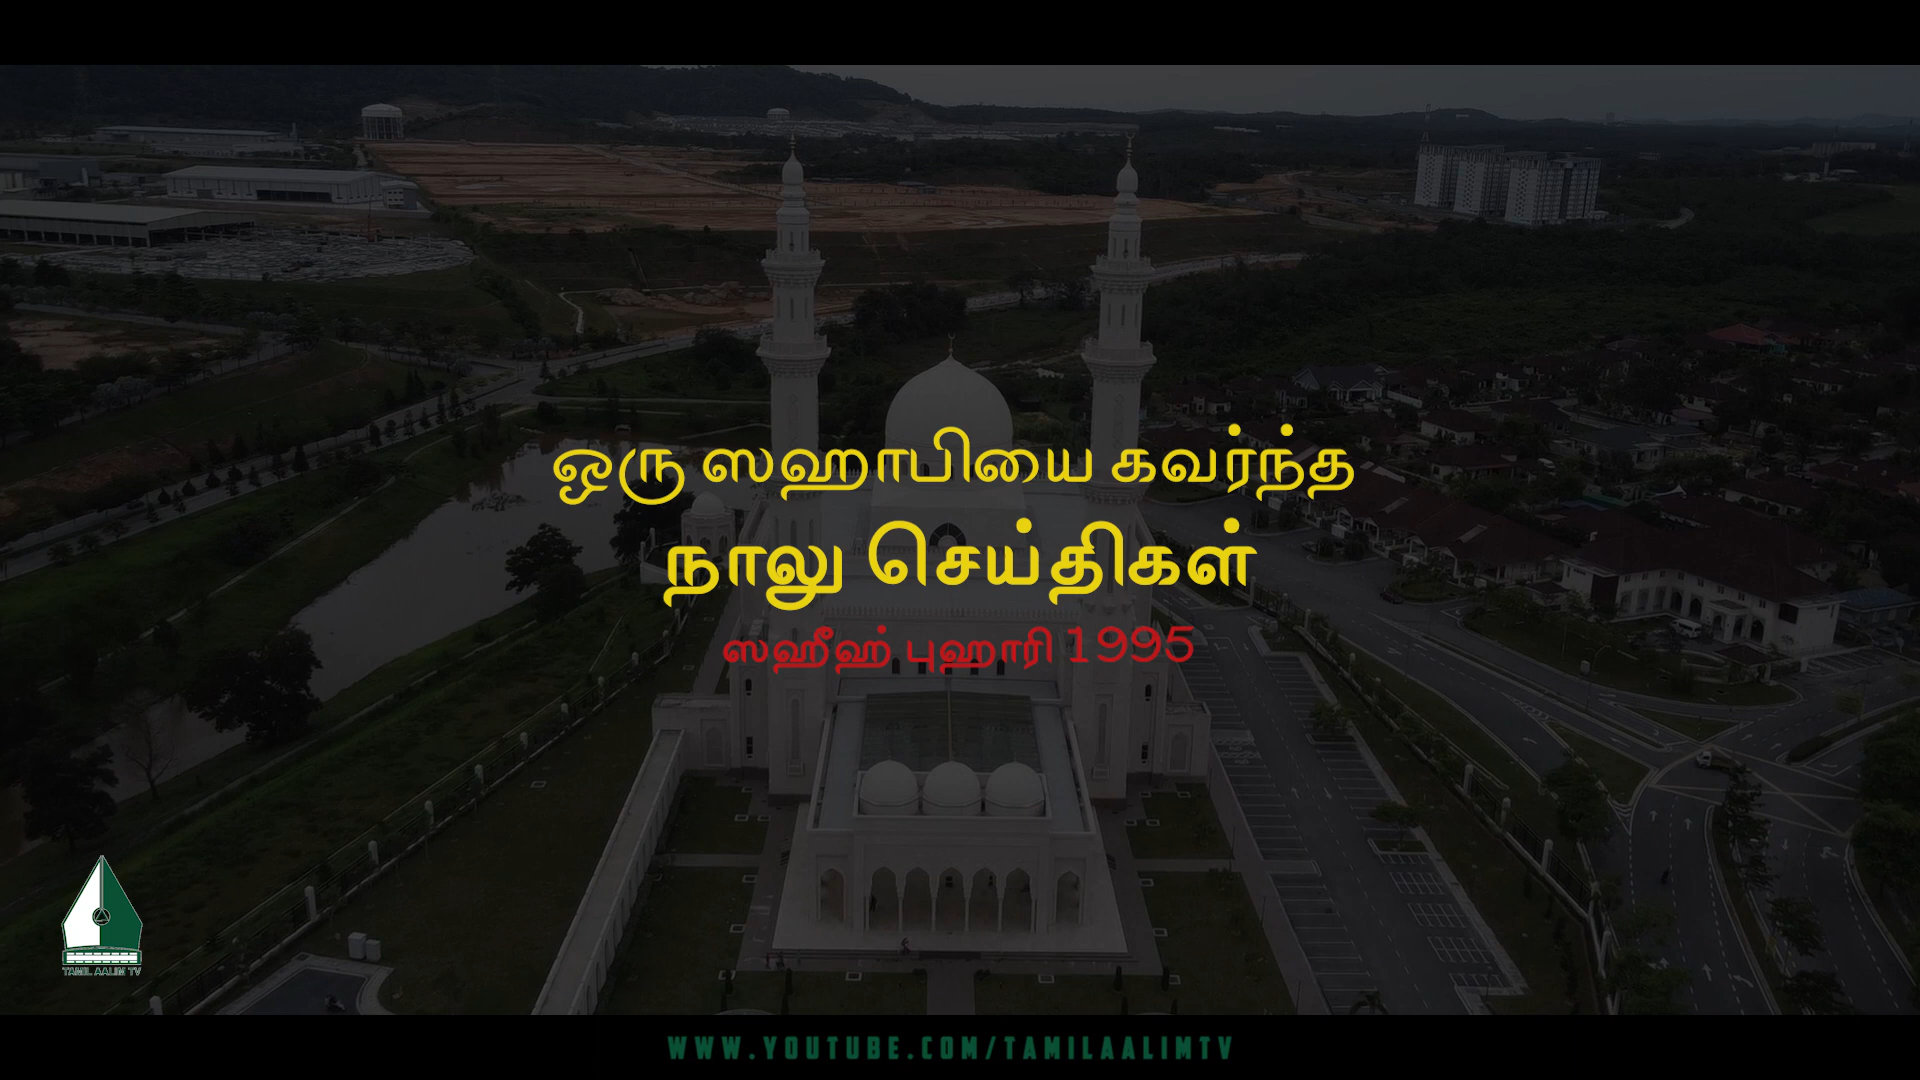 ஒரு ஸஹாபியை கவர்ந்த
நாலு செய்திகள்
ஸஹீஹ் புஹாரி 1995
TAMIL AALIM TV
WWW.YOUTUBE.COM/TAMILAALIMTV